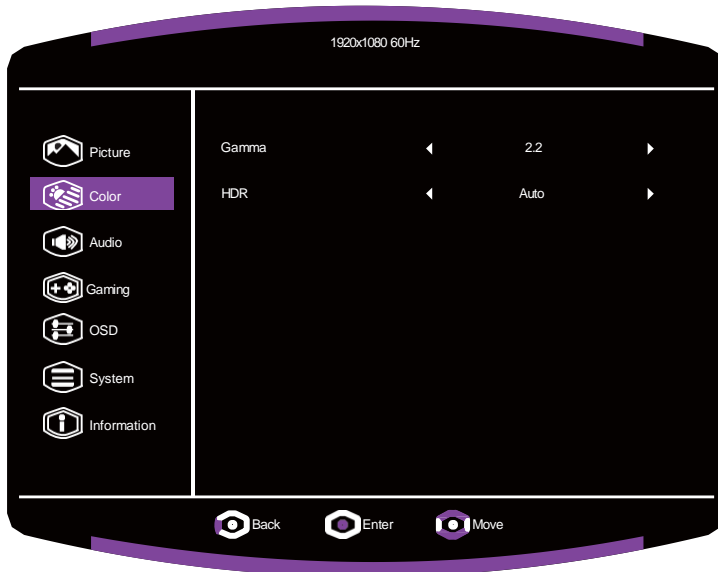 1920x1080 60Hz
Picture
Color
Audio
Gaming
OSD
System
Information
Gamma 2.2
HDR Auto
Back Enter Move